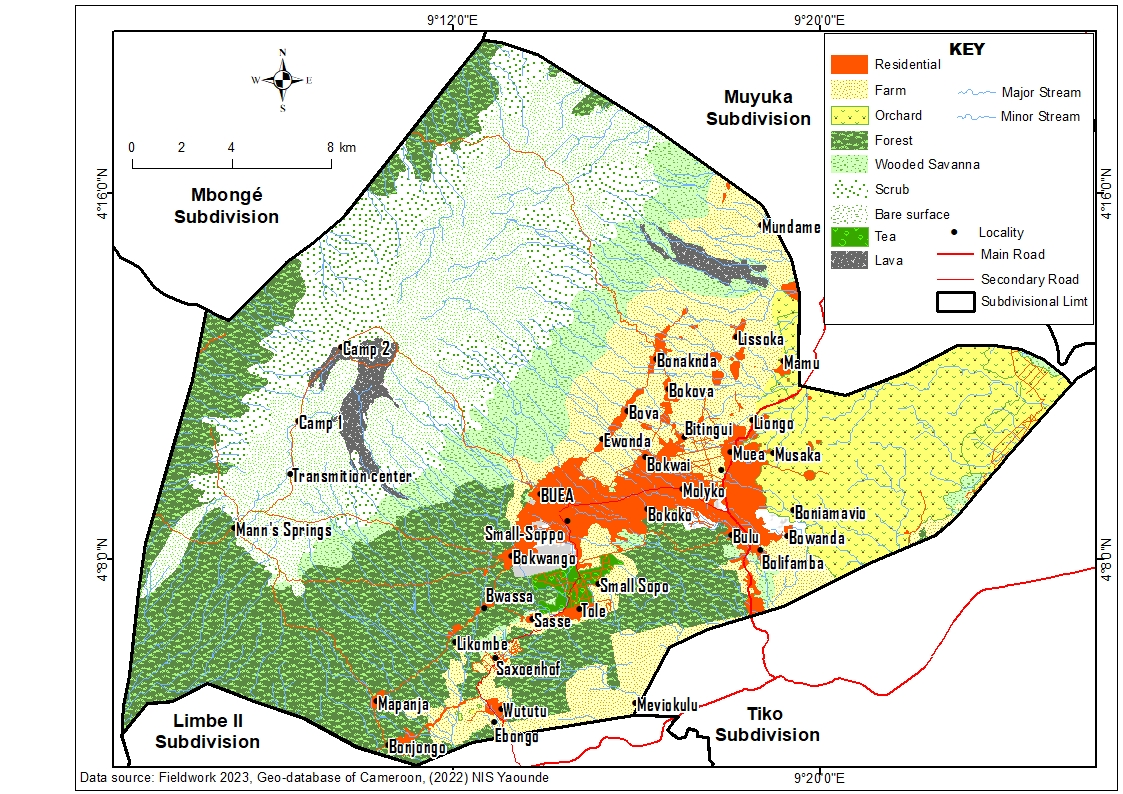 9°12'0"E
9°20'0"E
N
W
E
S
0 2 4 8 km
Mbongé
Subdivision
Muyuka
Subdivision
KEY
Residential
Farm
Orchard
Forest
Wooded Savanna
Scrub
Bare surface
Tea
Lava
Major Stream
Minor Stream
Locality
Main Road
Secondary Road
Subdivisional Limt
4°16'0"N
4°16'0"N
Mundame
Lissoka
Camp 2
Bonaknda
Mamu
Bokova
Bova
Camp 1
Bitingui
Liongo
Ewonda
Muea
Musaka
Bokwai
Transmition center
BUEA
Molyko
Bokoko
Boniamavio
Mann's Springs
Small-Soppo
Bulu
Bowanda
Bokwango
Bolifamba
4°8'0"N
4°8'0"N
Small Sopo
Bwassa
Tole
Sasse
Likombe
Saxoenhof
Mapanja
Wututu
Meviokulu
Limbe II
Subdivision
Tiko
Subdivision
Ebongo
Bonjongo
Data source: Fieldwork 2023, Geo-database of Cameroon, (2022) NIS Yaounde
9°20'0"E